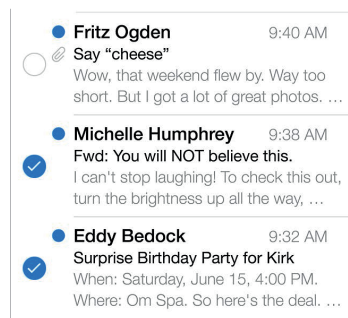 Fritz Ogden 9:40 AM
Say “cheese”
Wow, that weekend flew by. Way too
short. But I got a lot of great photos. …
Michelle Humphrey 9:38 AM
Fwd: You will NOT believe this.
I can't stop laughing! To check this out,
turn the brightness up all the way, …
Eddy Bedock 9:32 AM
Surprise Birthday Party for Kirk
When: Saturday, June 15, 4:00 PM.
Where: Om Spa. So here's the deal. …